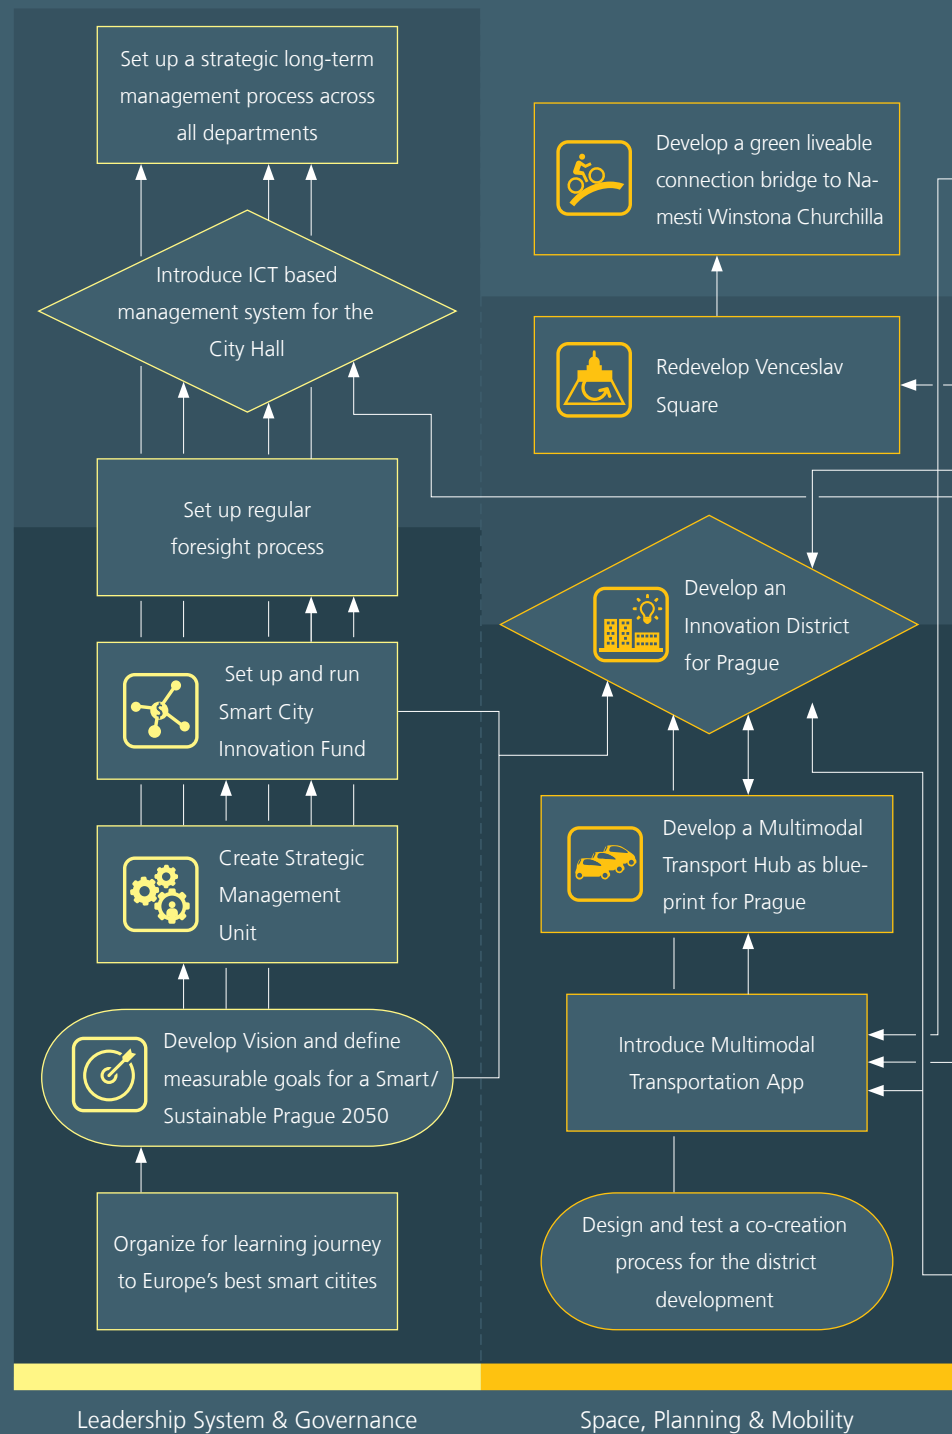 Set up a strategic long-term
management process across
all departments
Introduce ICT based
management system for the
City Hall
Set up regular
foresight process
Set up and run
Smart City
Innovation Fund
Create Strategic
Management
Unit
Develop Vision and define
measurable goals for a Smart/
Sustainable Prague 2050
Organize for learning journey
to Europe's best smart citites
Leadership System & Governance
Develop a green liveable
connection bridge to Na-
mesti Winstona Churchilla
Redevelop Venceslav
Square
Develop an
Innovation District
for Prague
Develop a Multimodal
Transport Hub as blue-
print for Prague
Introduce Multimodal
Transportation App
Design and test a co-creation
process for the district
development
Space, Planning & Mobility